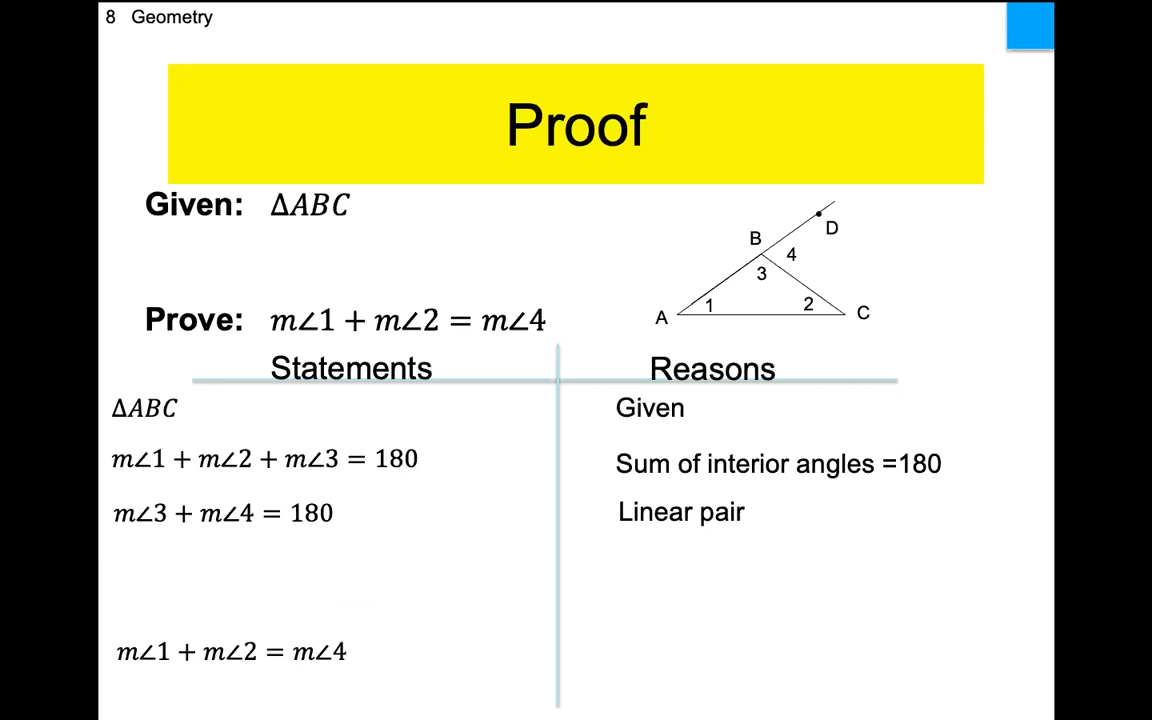 8 Geometry
Proof
Given: ΔABC
Prove: m∠1 + m∠2 = m∠4
B
D
4
3
A
1
2
C
Statements
Reasons
ΔABC
Given
m∠1 + m∠2 + m∠3 = 180
Sum of interior angles =180
m∠3 + m∠4 = 180
Linear pair
m∠1 + m∠2 = m∠4